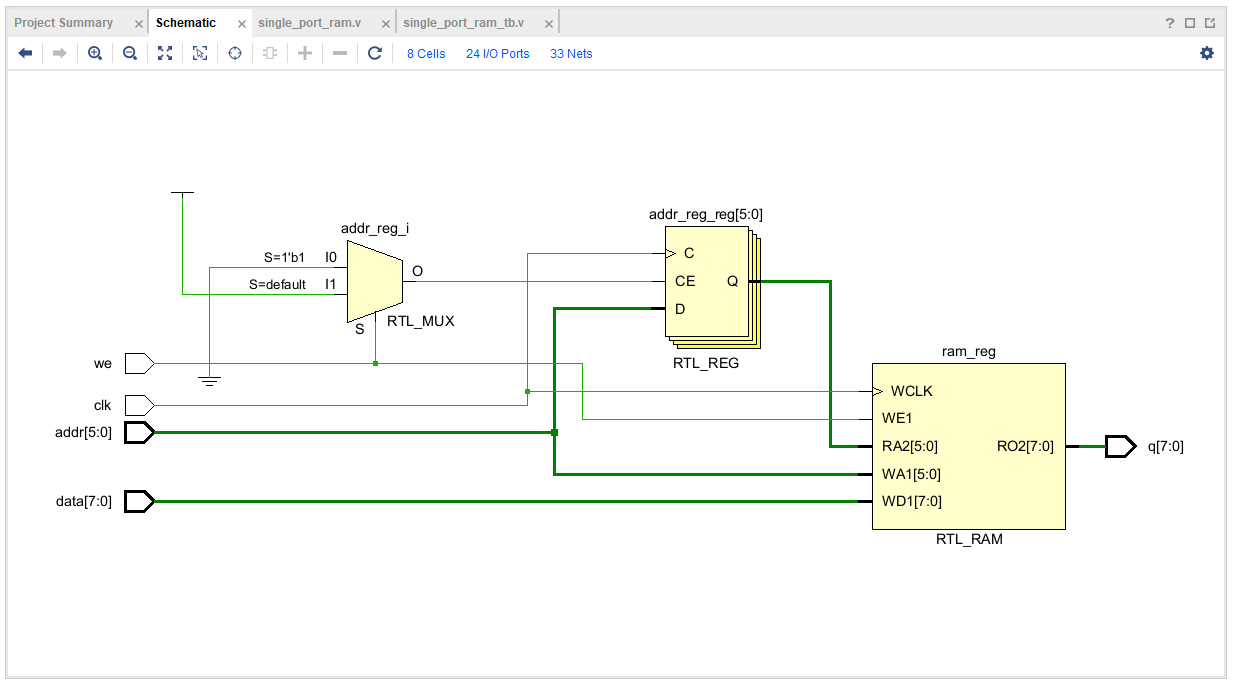 Project Summary × Schematic × single_port_ram.v × single_port_ram_tb.v × ?
8 Cells 24 I/O Ports 33 Nets
addr_reg_i
S=1'b1 I0
S=default I1
O
S
RTL_MUX
addr_reg_reg[5:0]
C
CE Q
D
RTL_REG
we
clk
addr[5:0]
data[7:0]
ram_reg
WCLK
WE1
RA2[5:0] RO2[7:0]
WA1[5:0]
WD1[7:0]
RTL_RAM
q[7:0]